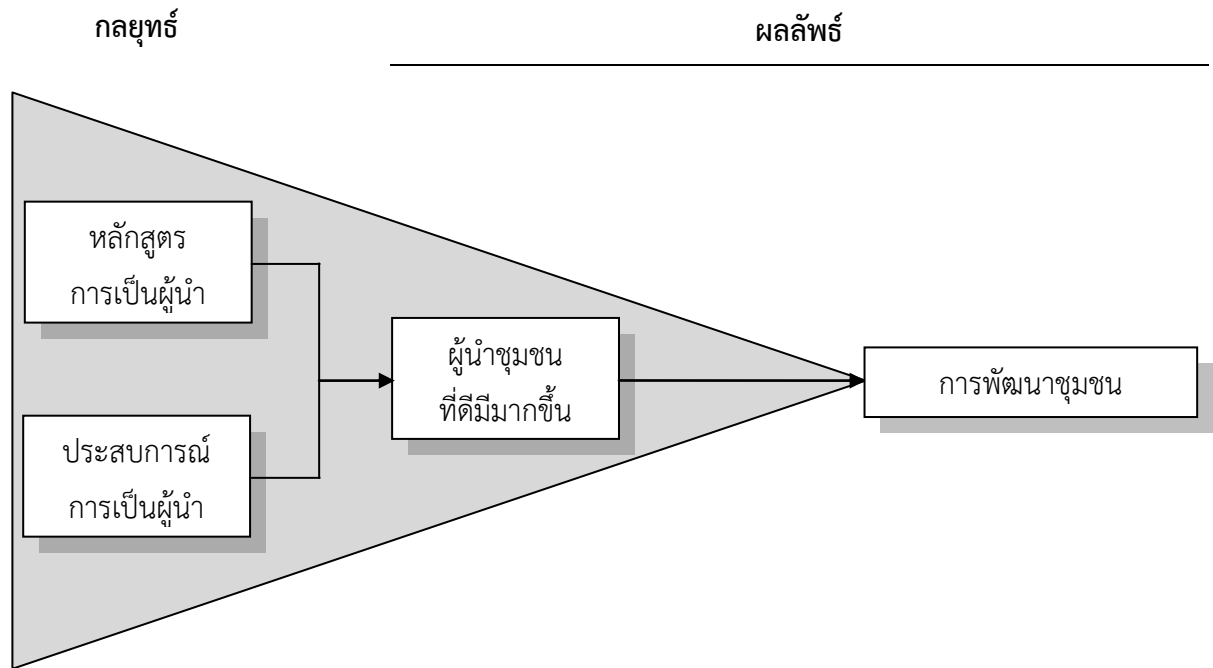 กลยุทธ์
ผลลัพธ์
หลักสูตร
การเป็นผู้นำ
ประสบการณ์
การเป็นผู้นำ
ผู้นำชุมชน
ที่ดีมีมากขึ้น
การพัฒนาชุมชน